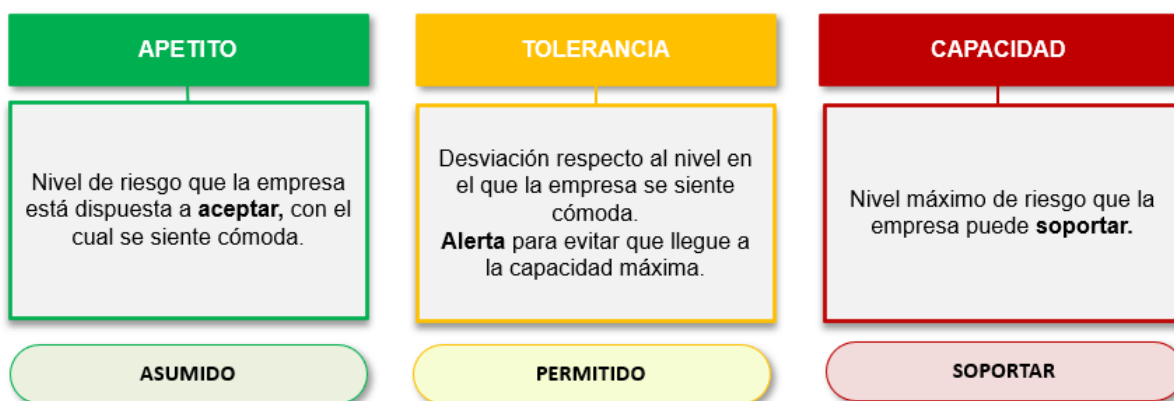 APETITO
Nivel de riesgo que la empresa
está dispuesta a aceptar, con el
cual se siente cómoda.
ASUMIDO
TOLERANCIA
Desviación respecto al nivel en
el que la empresa se siente
cómoda.
Alerta para evitar que llegue a
la capacidad máxima.
PERMITIDO
CAPACIDAD
Nivel máximo de riesgo que la
empresa puede soportar.
SOPORTAR